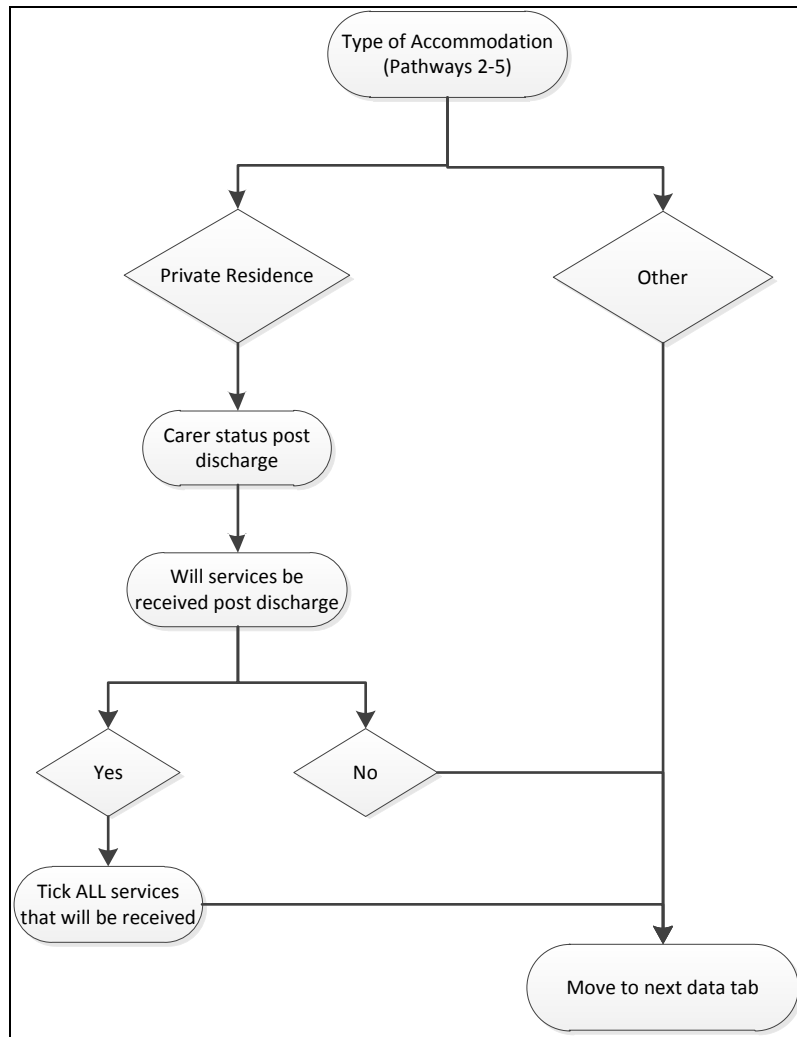 Type of Accommodation
(Pathways 2-5)
Private Residence
Other
Carer status post
discharge
Will services be
received post discharge
Yes
No
Tick ALL services
that will be received
Move to next data tab